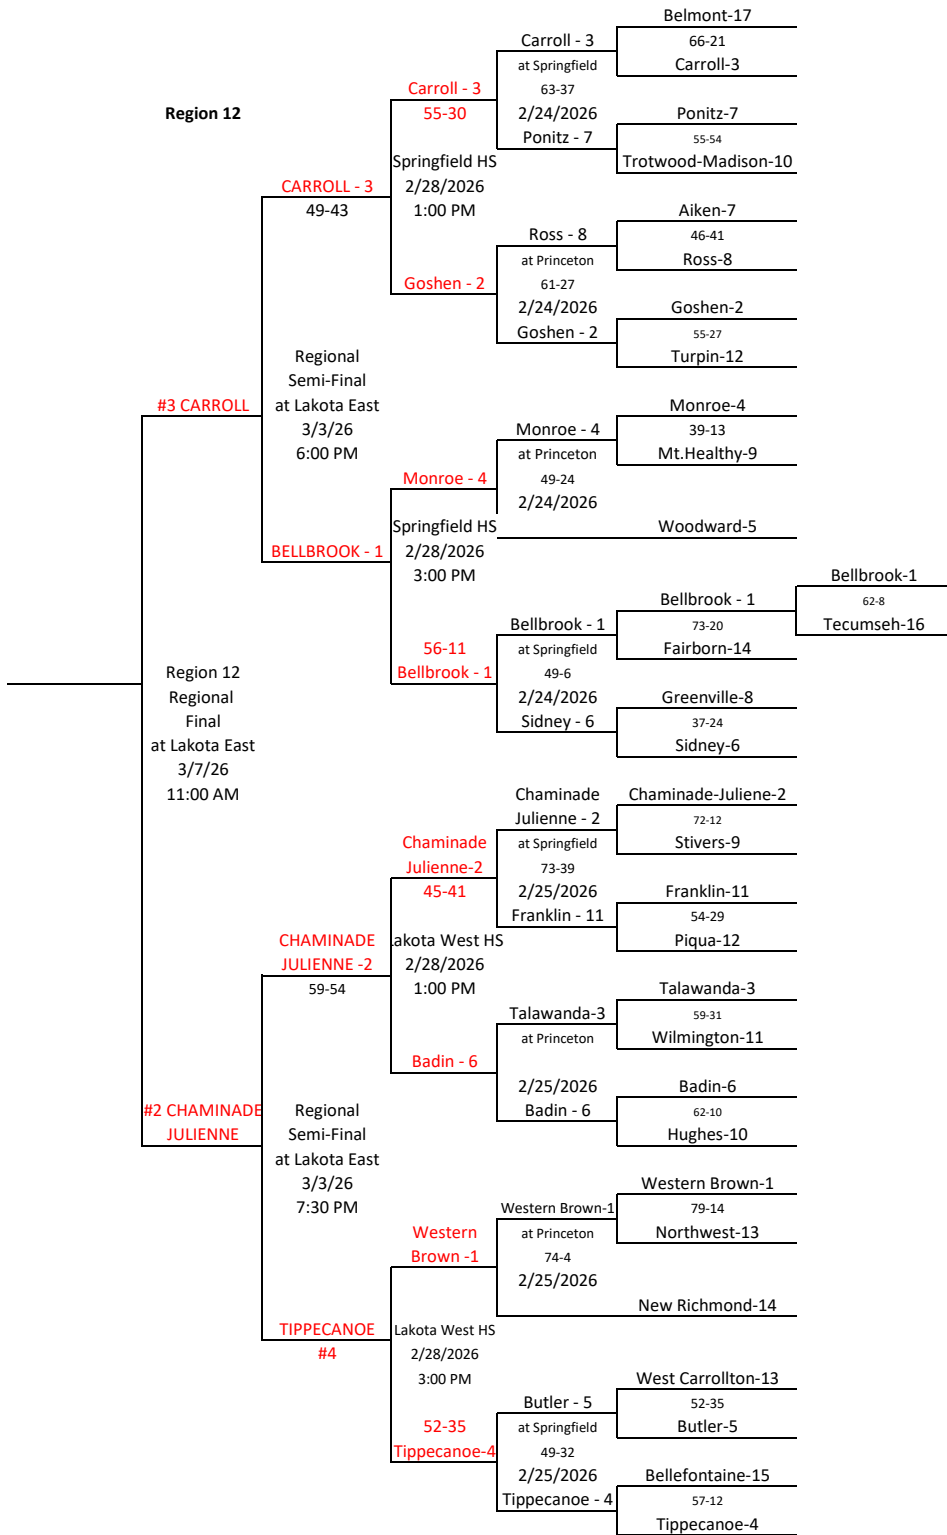 Belmont-17
Carroll - 3
66-21
at Springfield
Carroll-3
Carroll - 3
63-37
Region 12
55-30
2/24/2026
Ponitz-7
Ponitz - 7
55-54
Springfield HS
Trotwood-Madison-10
CARROLL - 3
2/28/2026
49-43
1:00 PM
Aiken-7
Ross - 8
46-41
at Princeton
Ross-8
Goshen - 2
61-27
2/24/2026
Goshen-2
Goshen - 2
55-27
Regional
Turpin-12
Semi-Final
at Lakota East
#3 CARROLL
3/3/26
6:00 PM
Monroe-4
Monroe - 4
39-13
at Princeton
Mt.Healthy-9
Monroe - 4
49-24
2/24/2026
Springfield HS
Woodward-5
BELLBROOK - 1
2/28/2026
3:00 PM
Bellbrook-1
Bellbrook - 1
62-8
Bellbrook - 1
73-20
Tecumseh-16
56-11
at Springfield
Fairborn-14
Bellbrook - 1
49-6
Region 12
2/24/2026
Greenville-8
Regional
Sidney - 6
37-24
Final
Sidney-6
at Lakota East
3/7/26
11:00 AM
Chaminade
Julienne - 2
Chaminade-Juliene-2
72-12
Chaminade
at Springfield
Stivers-9
Julienne-2
73-39
45-41
2/25/2026
Franklin-11
Franklin - 11
54-29
CHAMINADE
Lakota West HS
Piqua-12
JULIENNE -2
2/28/2026
59-54
1:00 PM
Talawanda-3
Talawanda-3
59-31
at Princeton
Wilmington-11
Badin - 6
2/25/2026
Badin-6
#2 CHAMINADE
Regional
Badin - 6
62-10
JULIENNE
Semi-Final
Hughes-10
at Lakota East
3/3/26
7:30 PM
Western Brown-1
Western Brown-1
79-14
Western
at Princeton
Northwest-13
Brown -1
74-4
2/25/2026
New Richmond-14
TIPPECANOE
Lakota West HS
#4
2/28/2026
3:00 PM
West Carrollton-13
Butler - 5
52-35
52-35
at Springfield
Butler-5
Tippecanoe-4
49-32
2/25/2026
Bellefontaine-15
Tippecanoe - 4
57-12
Tippecanoe-4